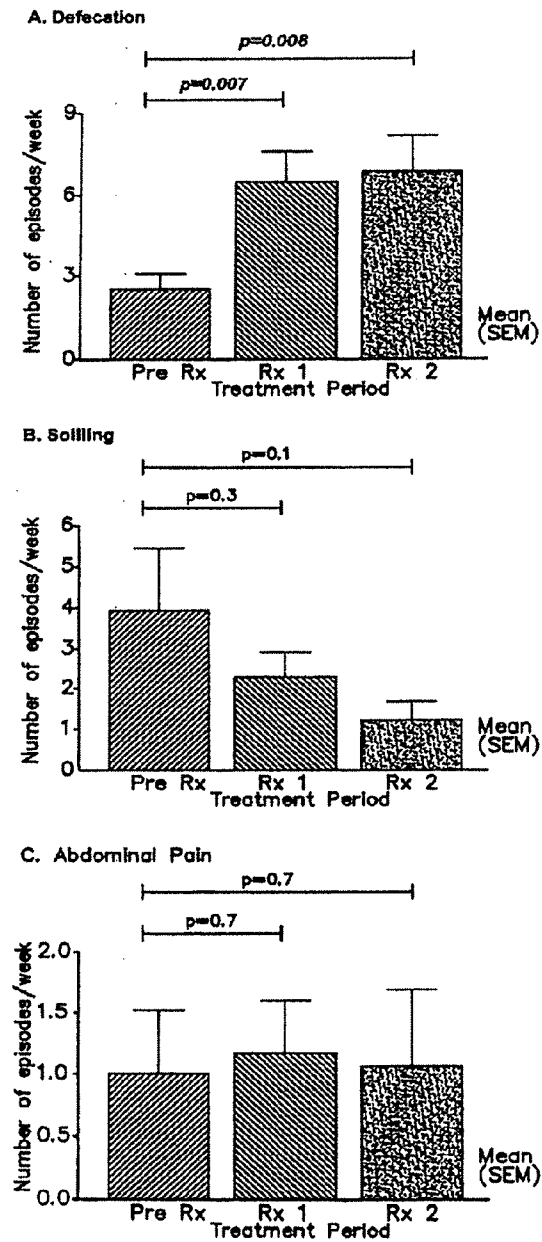 A. Defecation
p=0.008
p=0.007
Number of episodes/week
9
6
3
0
Pre Rx
Rx 1
Rx 2
Treatment Period
Mean
(SEM)
B. Soilling
p=0.1
p=0.3
Number of episodes/week
6
5
4
3
2
1
0
Pre Rx
Rx 1
Rx 2
Treatment Period
Mean
(SEM)
C. Abdominal Pain
p=0.7
p=0.7
Number of episodes/week
2.0
1.5
1.0
0.5
0.0
Pre Rx
Rx 1
Rx 2
Treatment Period
Mean
(SEM)